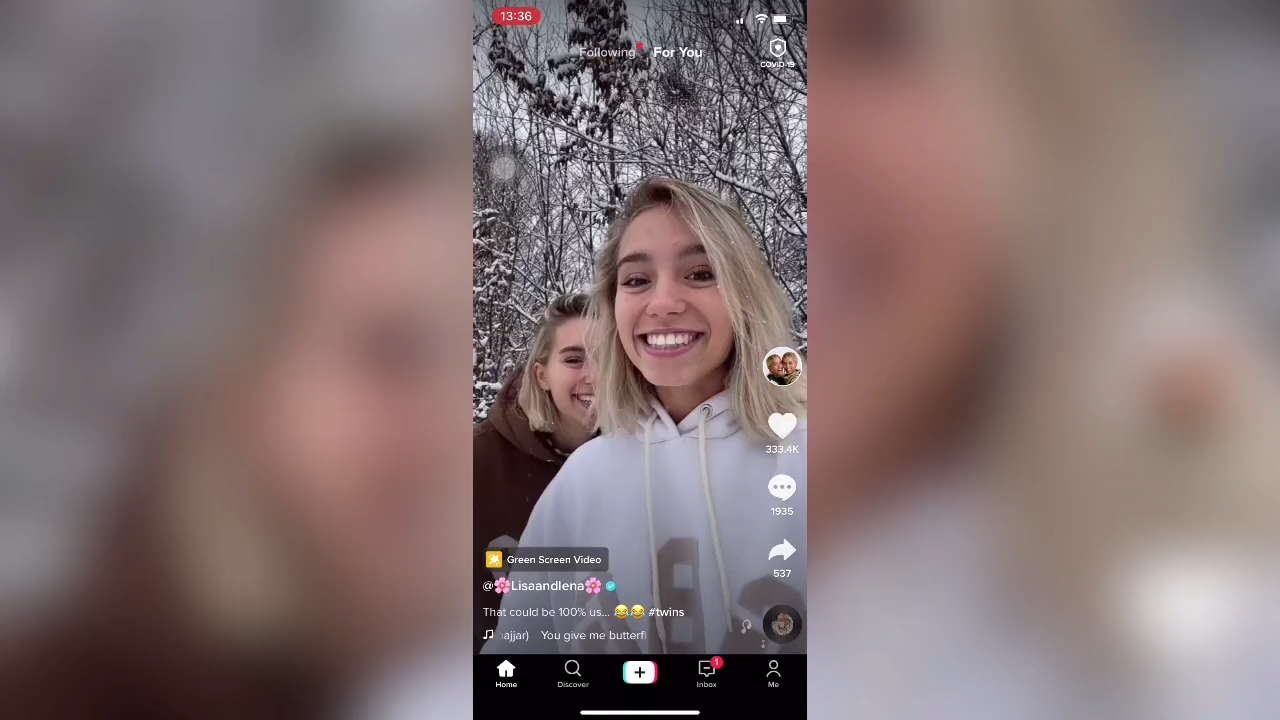 13:36
Following For You
COVID-19
333.4K
1935
537
Green Screen Video
@🌸Lisaandlena🌸
That could be 100% us... 😂😂 #twins
ajjar) You give me butterfl
Home Discover Inbox 1 Me